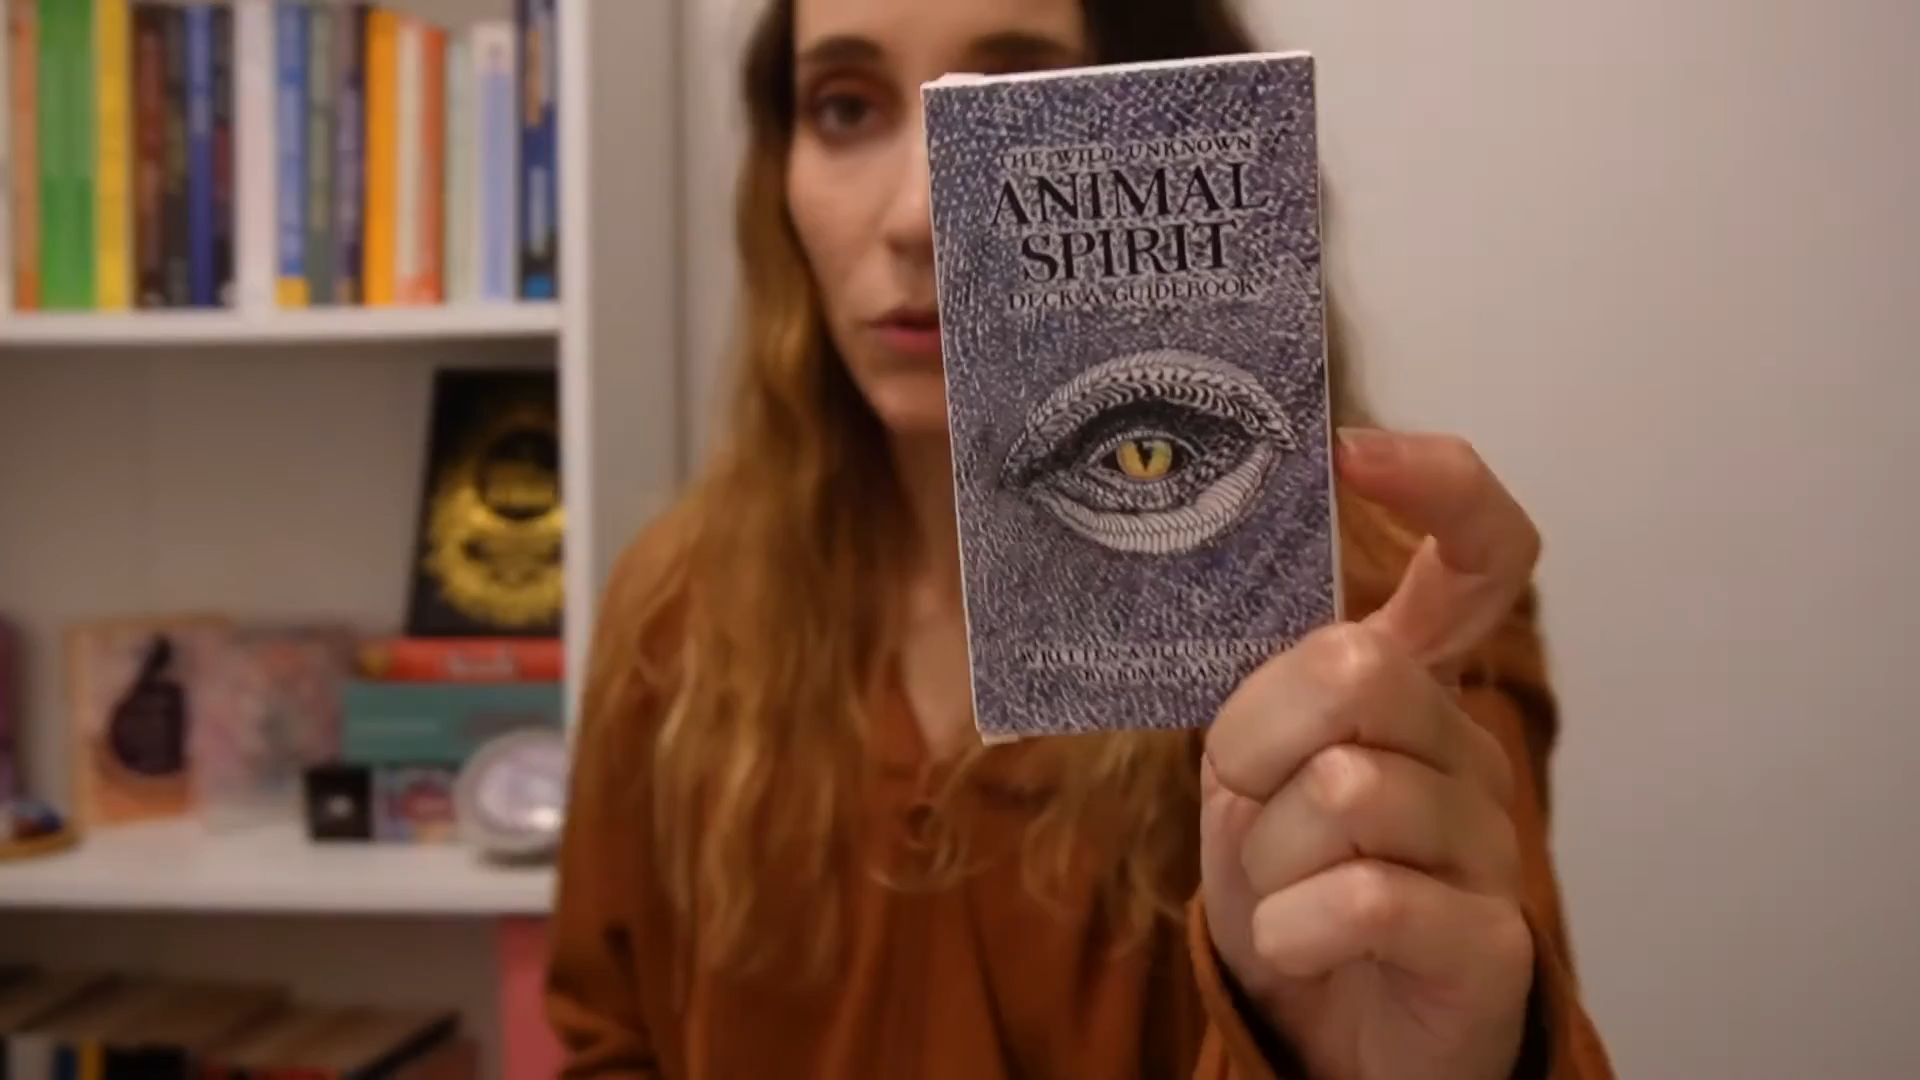 THE WILD UNKNOWN
ANIMAL
SPIRIT
DECK & GUIDEBOOK
WRITTEN & ILLUSTRATED
BY KIM KRANS